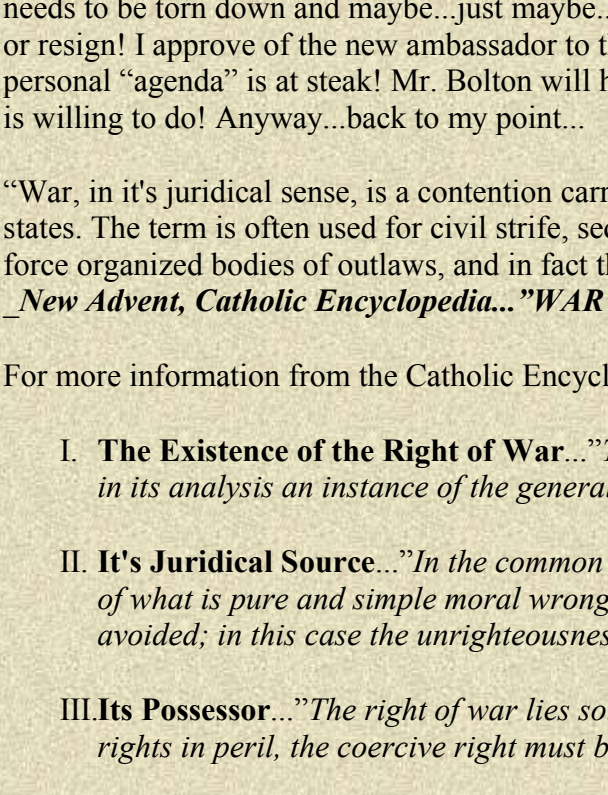 needs to be torn down and maybe...just maybe..
or resign! I approve of the new ambassador to t
personal “agenda” is at steak! Mr. Bolton will h
is willing to do! Anyway...back to my point...
“War, in it's juridical sense, is a contention carr
states. The term is often used for civil strife, sed
force organized bodies of outlaws, and in fact th
_New Advent, Catholic Encyclopedia...”WAR
For more information from the Catholic Encycl
I. The Existence of the Right of War...”T
in its analysis an instance of the general
II. It's Juridical Source...”In the common
of what is pure and simple moral wrong
avoided; in this case the unrighteousnes
III.Its Possessor...”The right of war lies so
rights in peril, the coercive right must b